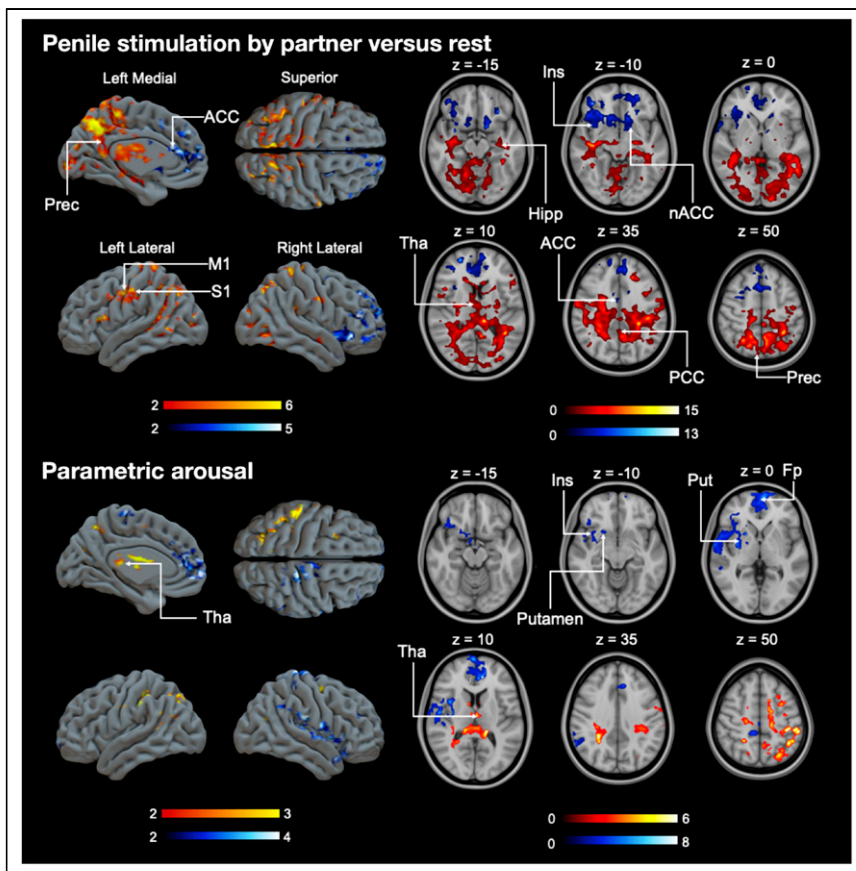 Penile stimulation by partner versus rest
Left Medial
Superior
z = -15
z = -10
z = 0
ACC
Ins
Prec
Hipp
nACC
Left Lateral
Right Lateral
z = 10
z = 35
z = 50
Tha
ACC
M1
S1
PCC
Prec
2 6
2 5
0 15
0 13
Parametric arousal
z = -15
z = -10
z = 0
Ins
Put
Fp
Tha
Putamen
z = 10
z = 35
z = 50
Tha
2 3
2 4
0 6
0 8